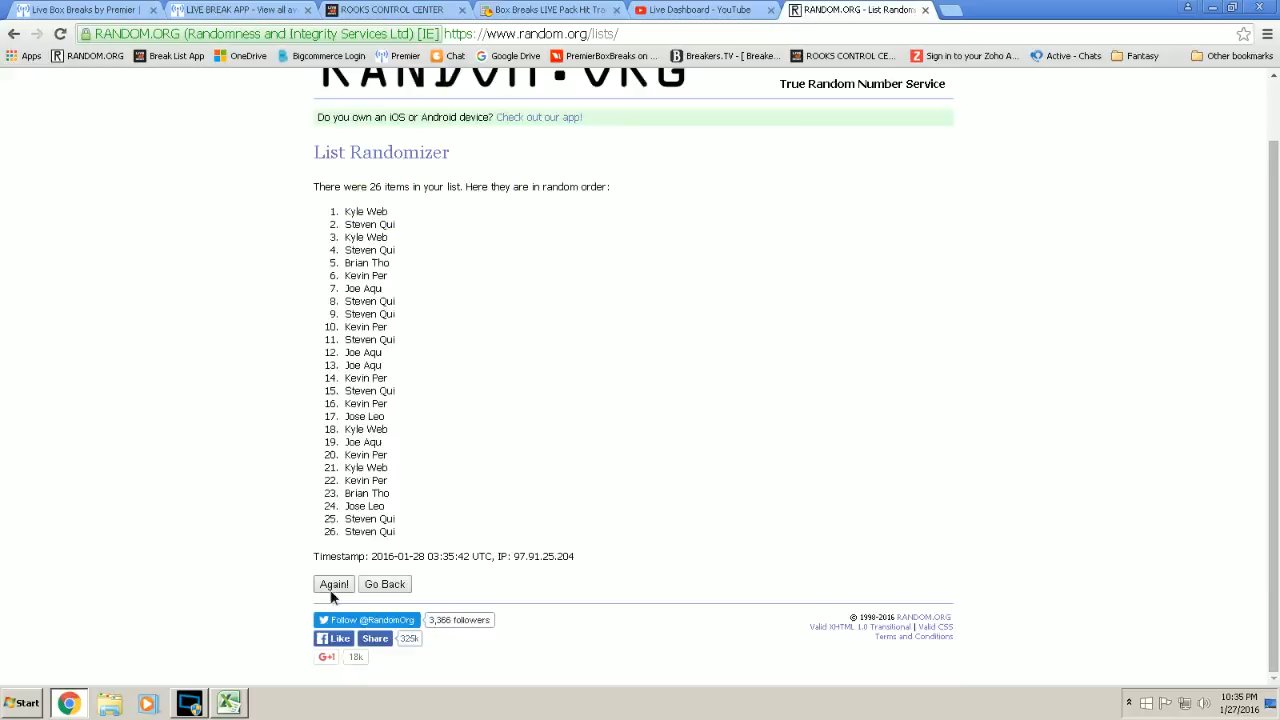 Live Box Breaks by Premier
LIVE BREAK APP - View all av
ROOKS CONTROL CENTER
Box Breaks LIVE Pack Hit Tra
Live Dashboard - YouTube
RANDOM.ORG - List Random
RANDOM.ORG (Randomness and Integrity Services Ltd) [IE] https://www.random.org/lists/
Apps RANDOM.ORG Break List App OneDrive Bigcommerce Login Premier Chat Google Drive PremierBoxBreaks on ... Breakers.TV - [ Breake... ROOKS CONTROL CE... Sign in to your Zoho A... Active - Chats Fantasy Other bookmarks
RANDOM.ORG
True Random Number Service
Do you own an iOS or Android device? Check out our app!
List Randomizer
There were 26 items in your list. Here they are in random order:
1. Kyle Web
2. Steven Qui
3. Kyle Web
4. Steven Qui
5. Brian Tho
6. Kevin Per
7. Joe Aqu
8. Steven Qui
9. Steven Qui
10. Kevin Per
11. Steven Qui
12. Joe Aqu
13. Joe Aqu
14. Kevin Per
15. Steven Qui
16. Kevin Per
17. Jose Leo
18. Kyle Web
19. Joe Aqu
20. Kevin Per
21. Kyle Web
22. Kevin Per
23. Brian Tho
24. Jose Leo
25. Steven Qui
26. Steven Qui
Timestamp: 2016-01-28 03:35:42 UTC, IP: 97.91.25.204
Again! Go Back
Follow @RandomOrg 3,366 followers
Like Share 325k
G+1 18k
© 1998-2016 RANDOM.ORG
Valid XHTML 1.0 Transitional | Valid CSS
Terms and Conditions
Start
10:35 PM
1/27/2016